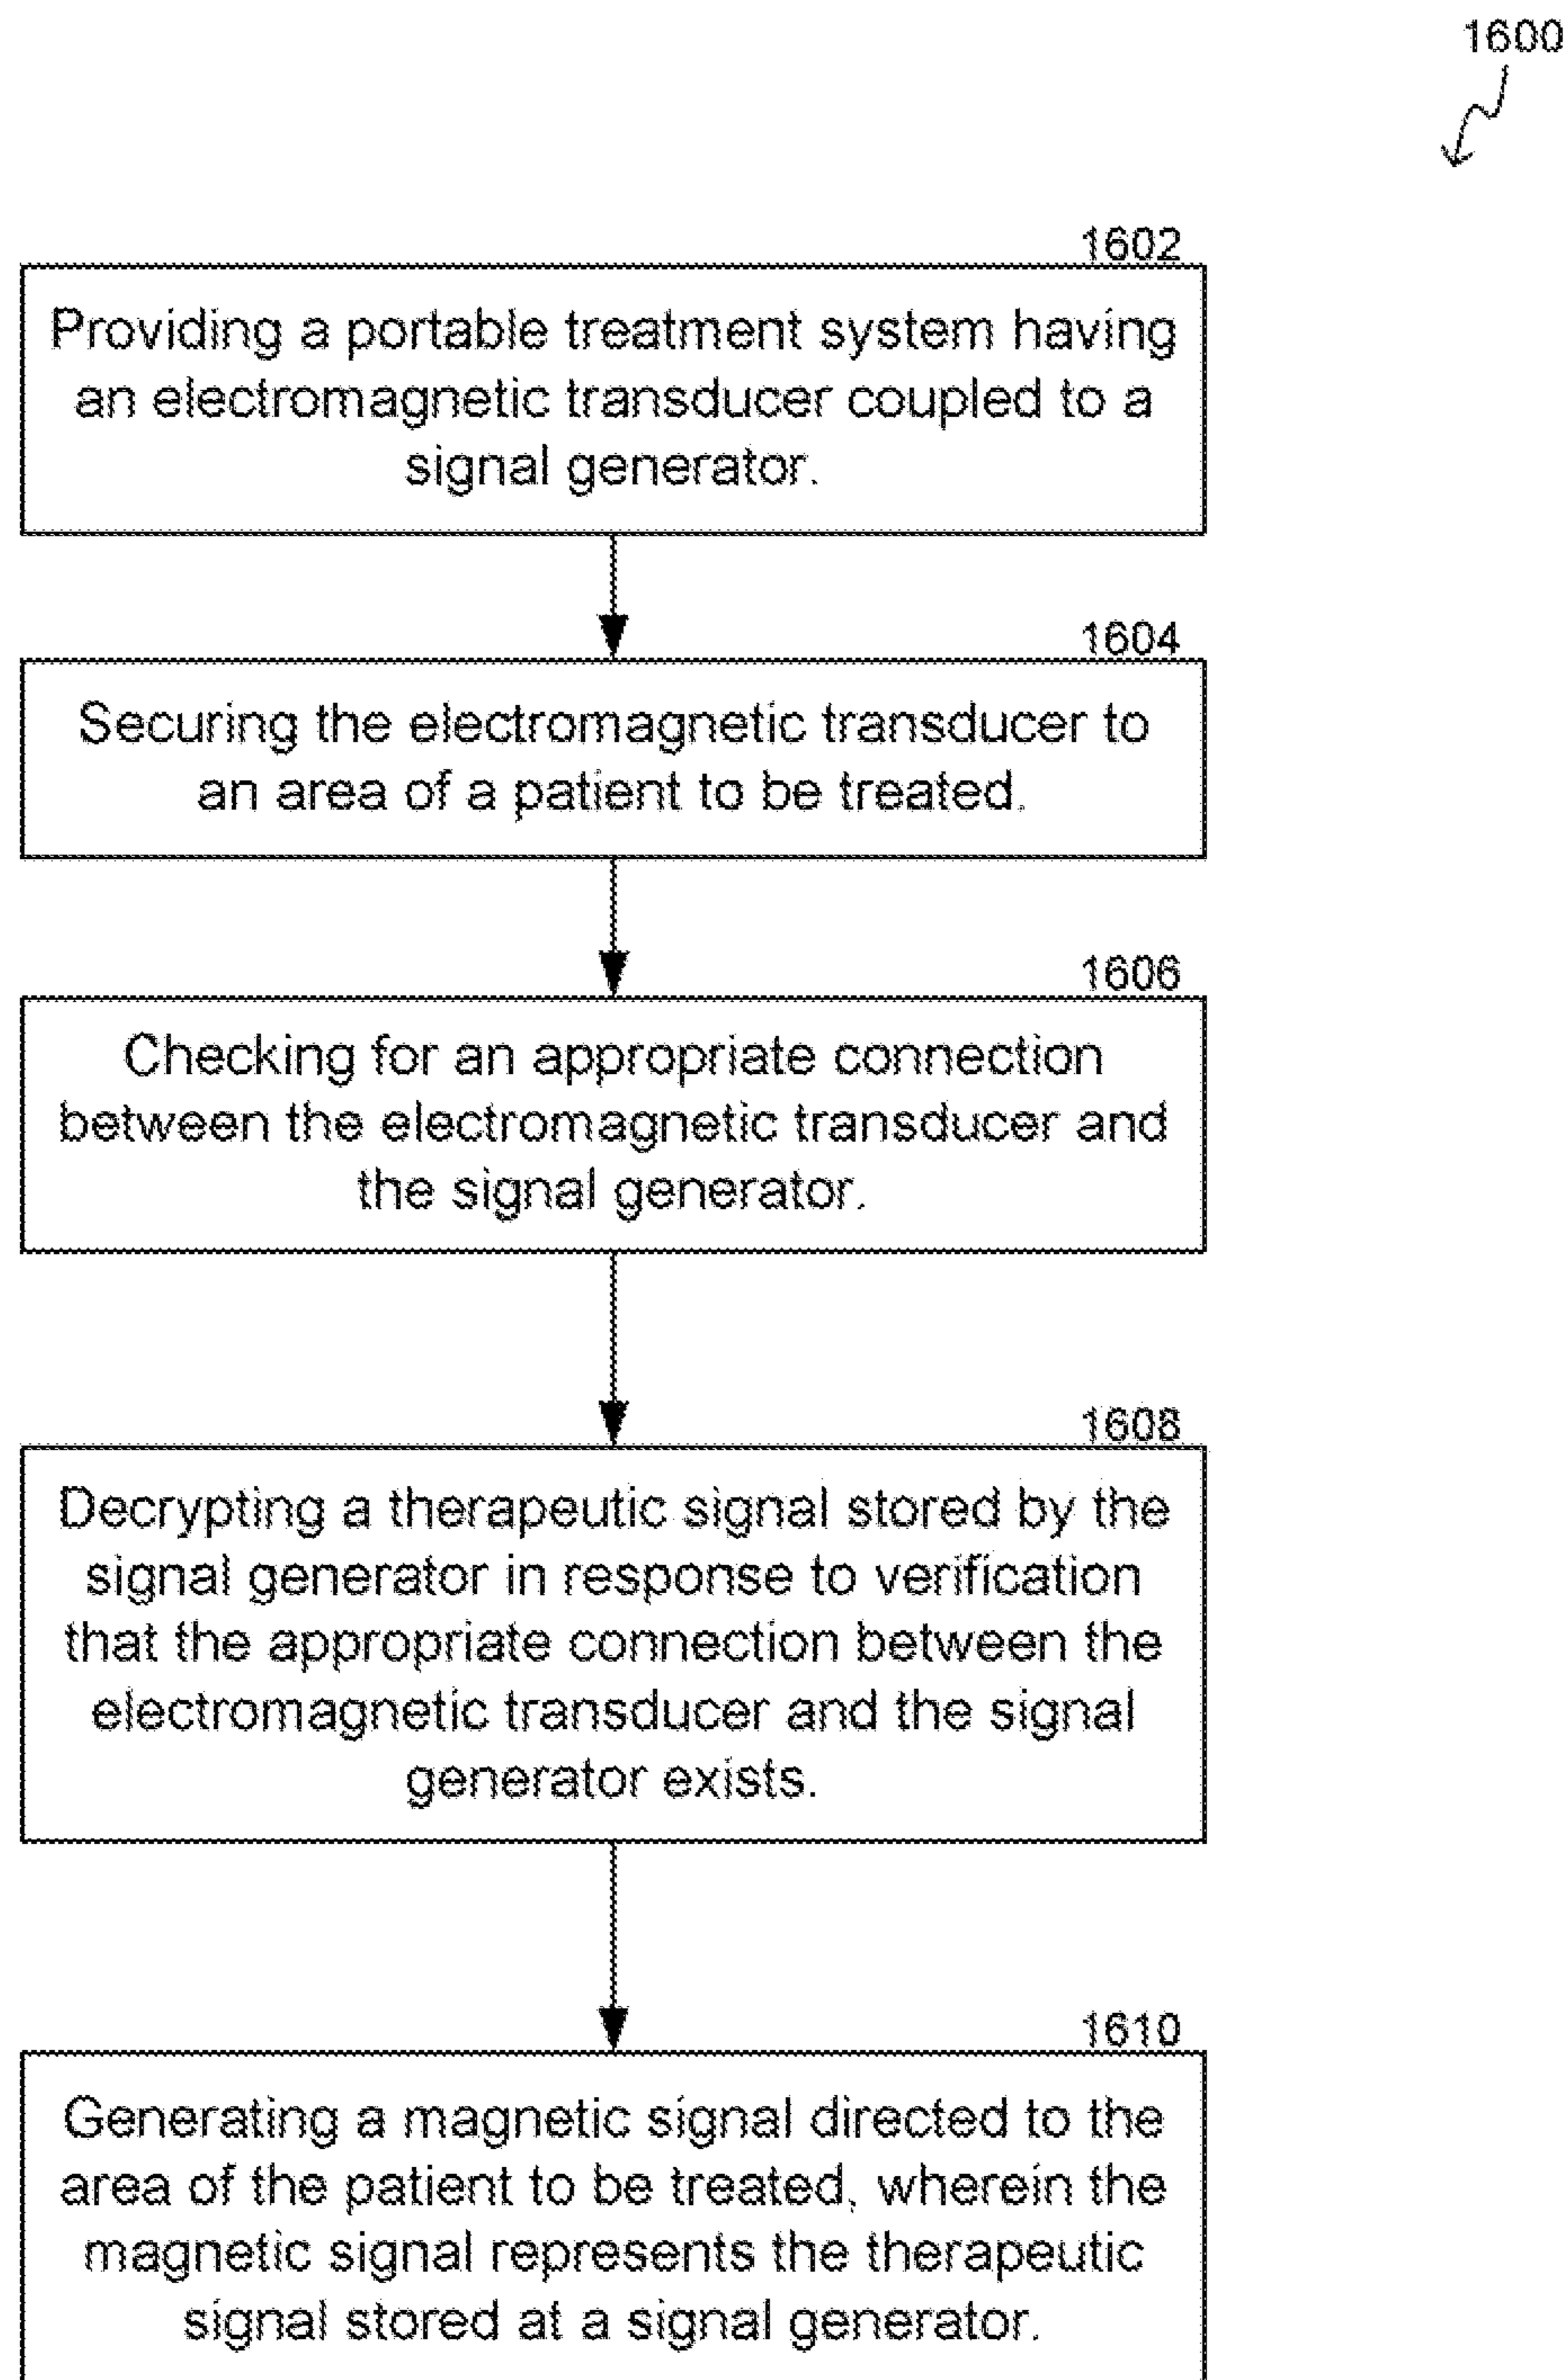 1600
1602
Providing a portable treatment system having
an electromagnetic transducer coupled to a
signal generator.
1604
Securing the electromagnetic transducer to
an area of a patient to be treated.
1606
Checking for an appropriate connection
between the electromagnetic transducer and
the signal generator.
1608
Decrypting a therapeutic signal stored by the
signal generator in response to verification
that the appropriate connection between the
electromagnetic transducer and the signal
generator exists.
1610
Generating a magnetic signal directed to the
area of the patient to be treated, wherein the
magnetic signal represents the therapeutic
signal stored at a signal generator.